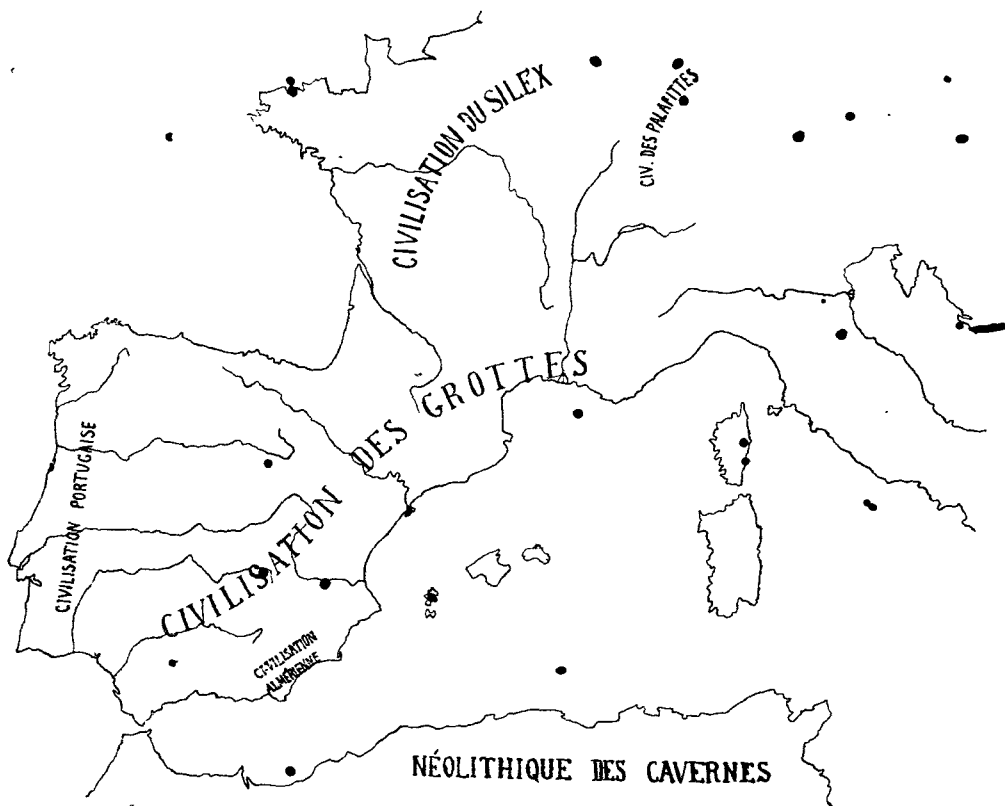 CIVILISATION DU SILEX
CIV. DES PALAFITTES
CIVILISATION DES GROTTES
CIVILISATION PORTUGAISE
CIVILISATION
ALMÉRIENNE
NÉOLITHIQUE DES CAVERNES